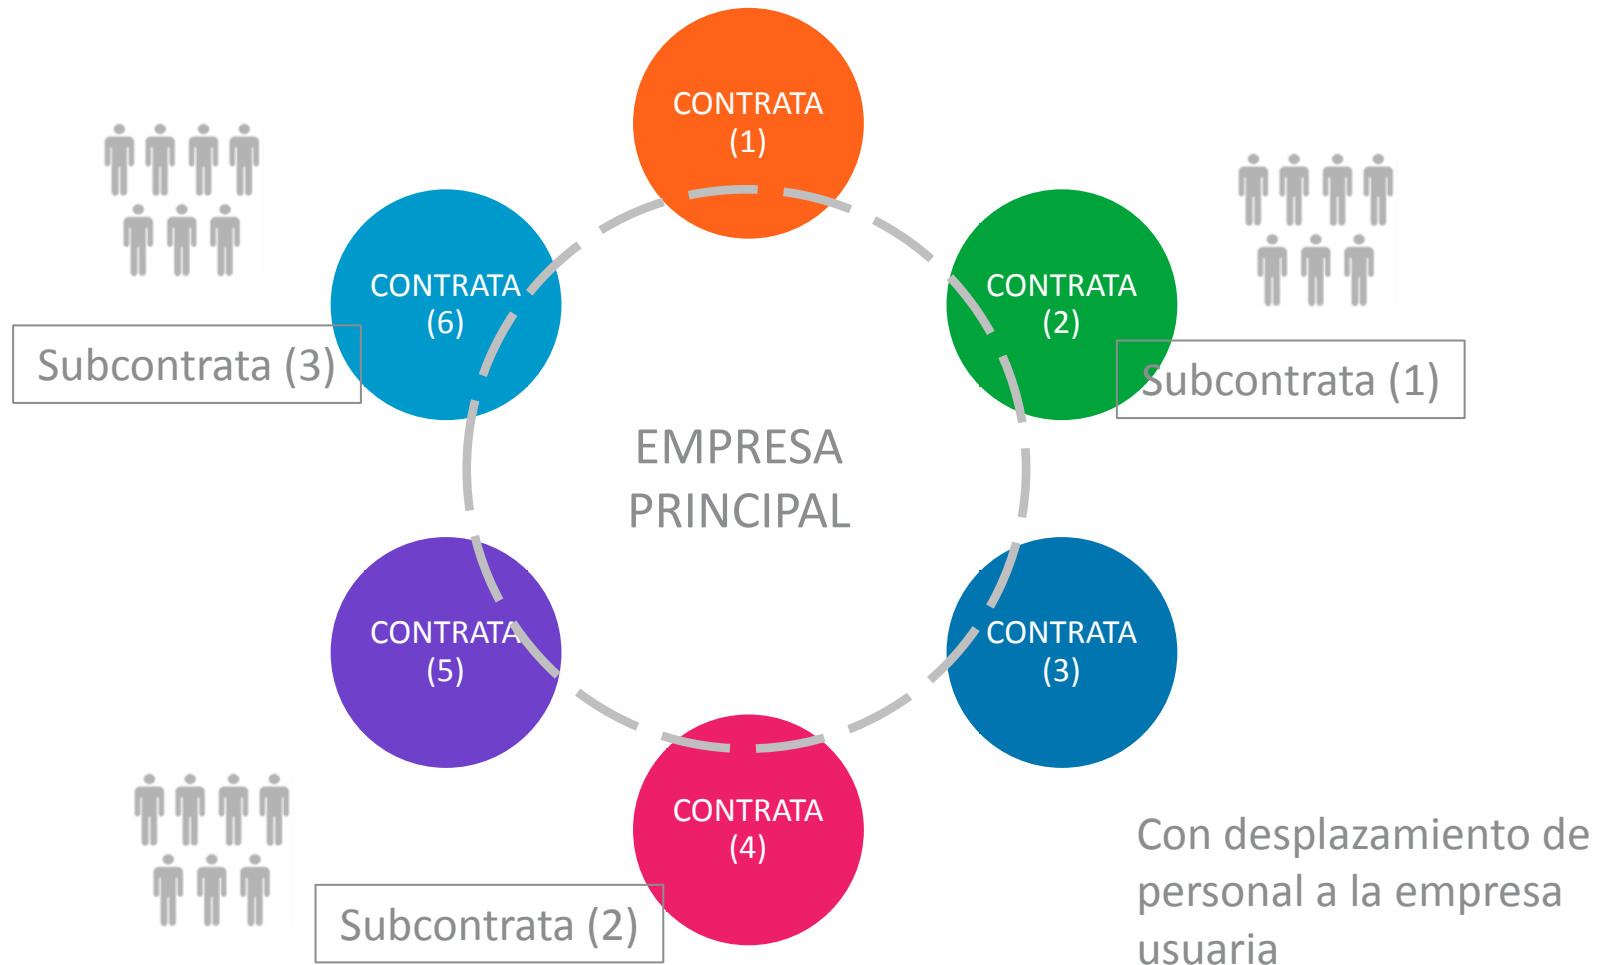 CONTRATA
(1)
CONTRATA
(6)
CONTRATA
(2)
Subcontrata (3)
Subcontrata (1)
EMPRESA
PRINCIPAL
CONTRATA
(5)
CONTRATA
(3)
CONTRATA
(4)
Subcontrata (2)
Con desplazamiento de
personal a la empresa
usuaria